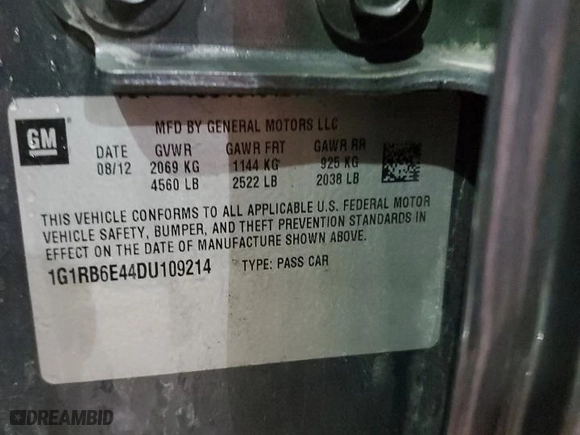 GM
MFD BY GENERAL MOTORS LLC
DATE GVWR GAWR FRT GAWR RR
08/12 2069 KG 1144 KG 925 KG
4560 LB 2522 LB 2038 LB
THIS VEHICLE CONFORMS TO ALL APPLICABLE U.S. FEDERAL MOTOR
VEHICLE SAFETY, BUMPER, AND THEFT PREVENTION STANDARDS IN
EFFECT ON THE DATE OF MANUFACTURE SHOWN ABOVE.
1G1RB6E44DU109214 TYPE: PASS CAR
DREAMBID